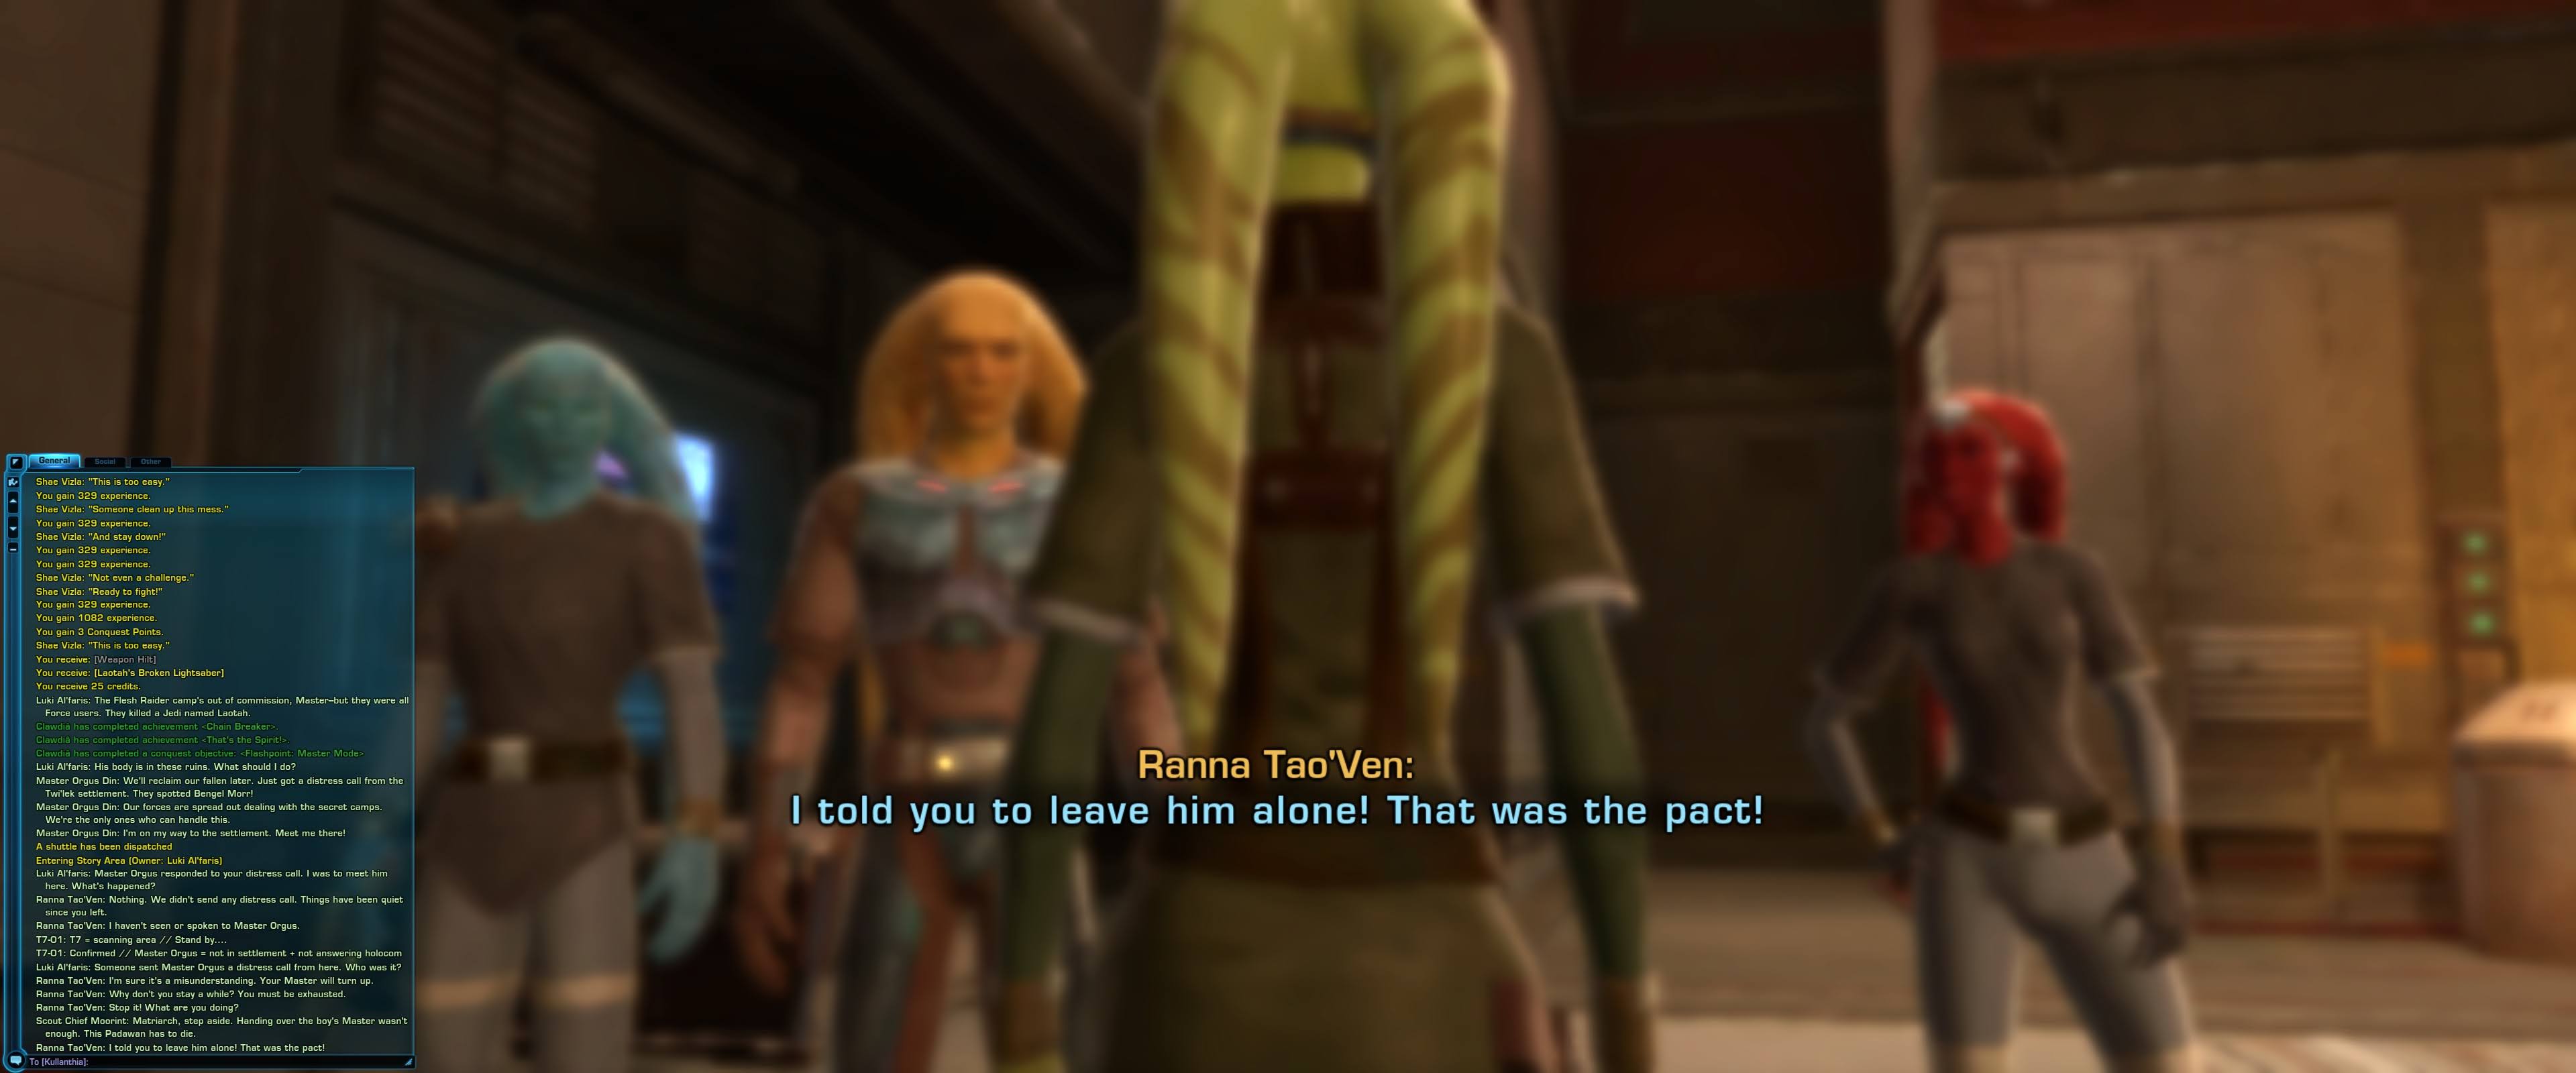 General
Social
Other
Shae Vizla: "This is too easy."
You gain 329 experience.
Shae Vizla: "Someone clean up this mess."
You gain 329 experience.
Shae Vizla: "And stay down!"
You gain 329 experience.
You gain 329 experience.
Shae Vizla: "Not even a challenge."
Shae Vizla: "Ready to fight!"
You gain 329 experience.
You gain 1082 experience.
You gain 3 Conquest Points.
Shae Vizla: "This is too easy."
You receive: [Weapon Hilt]
You receive: [Laotah's Broken Lightsaber]
You receive 25 credits.
Luki Al'faris: The Flesh Raider camp's out of commission, Master—but they were all
Force users. They killed a Jedi named Laotah.
Clawdiä has completed achievement <Chain Breaker>.
Clawdiä has completed achievement <That's the Spirit!>.
Clawdiä has completed a conquest objective: <Flashpoint: Master Mode>
Luki Al'faris: His body is in these ruins. What should I do?
Master Orgus Din: We'll reclaim our fallen later. Just got a distress call from the
Twi'lek settlement. They spotted Bengel Morr!
Master Orgus Din: Our forces are spread out dealing with the secret camps.
We're the only ones who can handle this.
Master Orgus Din: I'm on my way to the settlement. Meet me there!
A shuttle has been dispatched
Entering Story Area (Owner: Luki Al'faris)
Luki Al'faris: Master Orgus responded to your distress call. I was to meet him
here. What's happened?
Ranna Tao'Ven: Nothing. We didn't send any distress call. Things have been quiet
since you left.
Ranna Tao'Ven: I haven't seen or spoken to Master Orgus.
T7-O1: T7 = scanning area // Stand by....
T7-O1: Confirmed // Master Orgus = not in settlement + not answering holocom
Luki Al'faris: Someone sent Master Orgus a distress call from here. Who was it?
Ranna Tao'Ven: I'm sure it's a misunderstanding. Your Master will turn up.
Ranna Tao'Ven: Why don't you stay a while? You must be exhausted.
Ranna Tao'Ven: Stop it! What are you doing?
Scout Chief Moorint: Matriarch, step aside. Handing over the boy's Master wasn't
enough. This Padawan has to die.
Ranna Tao'Ven: I told you to leave him alone! That was the pact!
To [Kullanthia]:
Ranna Tao'Ven:
I told you to leave him alone! That was the pact!